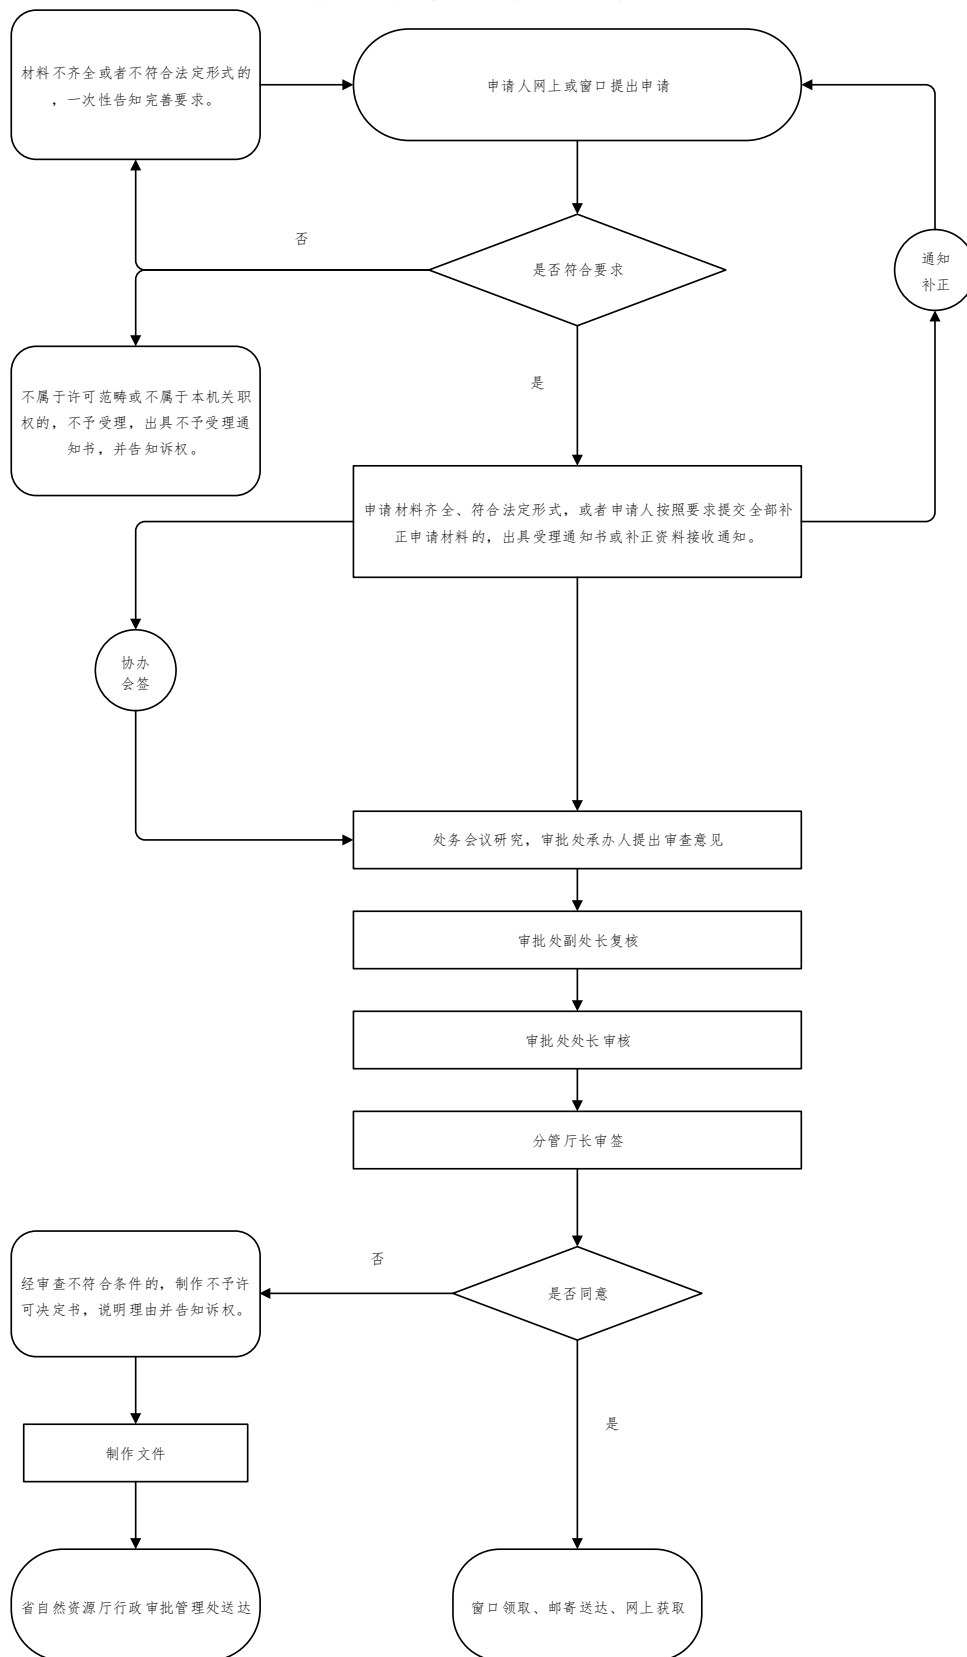 材料不齐全或者不符合法定形式的
，一次性告知完善要求。
申请人网上或窗口提出申请
否
是否符合要求
通知
补正
是
不属于许可范畴或不属于本机关职
权的，不予受理，出具不予受理通
知书，并告知诉权。
申请材料齐全、符合法定形式，或者申请人按照要求提交全部补
正申请材料的，出具受理通知书或补正资料接收通知。
协办
会签
处务会议研究，审批处承办人提出审查意见
审批处副处长复核
审批处处长审核
分管厅长审签
否
经审查不符合条件的，制作不予许
可决定书，说明理由并告知诉权。
是否同意
是
制作文件
省自然资源厅行政审批管理处送达
窗口领取、邮寄送达、网上获取